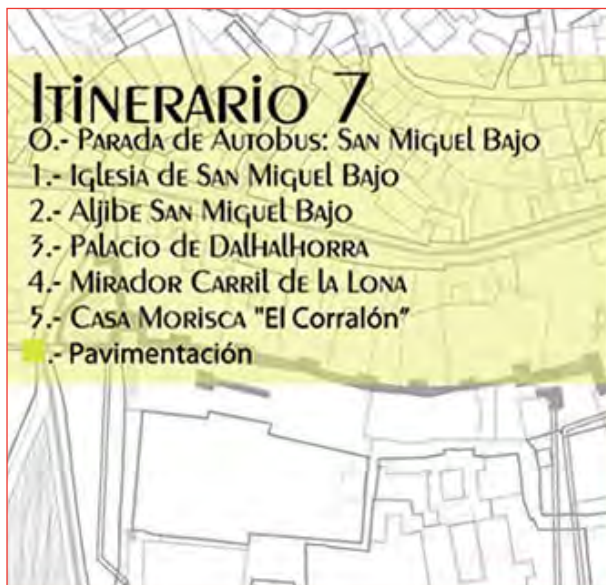 Itinerario 7
0.- Parada de Autobus: San Miguel Bajo
1.- Iglesia de San Miguel Bajo
2.- Aljibe San Miguel Bajo
3.- Palacio de Dalhalhorra
4.- Mirador Carril de la Lona
5.- Casa Morisca "El Corralón"
.- Pavimentación